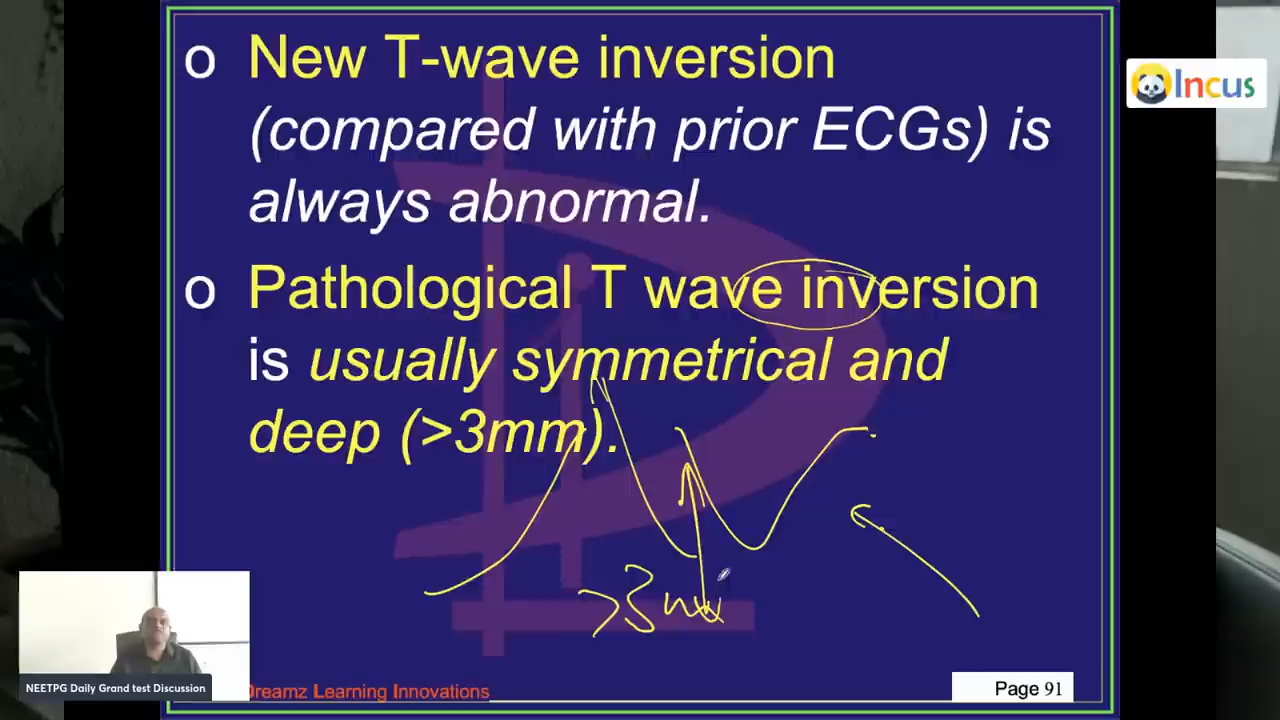 o New T-wave inversion
(compared with prior ECGs) is
always abnormal.
o Pathological T wave inversion
is usually symmetrical and
deep (>3mm).
>3mm
Incus
NEETPG Daily Grand test Discussion
Dreamz Learning Innovations
Page 91